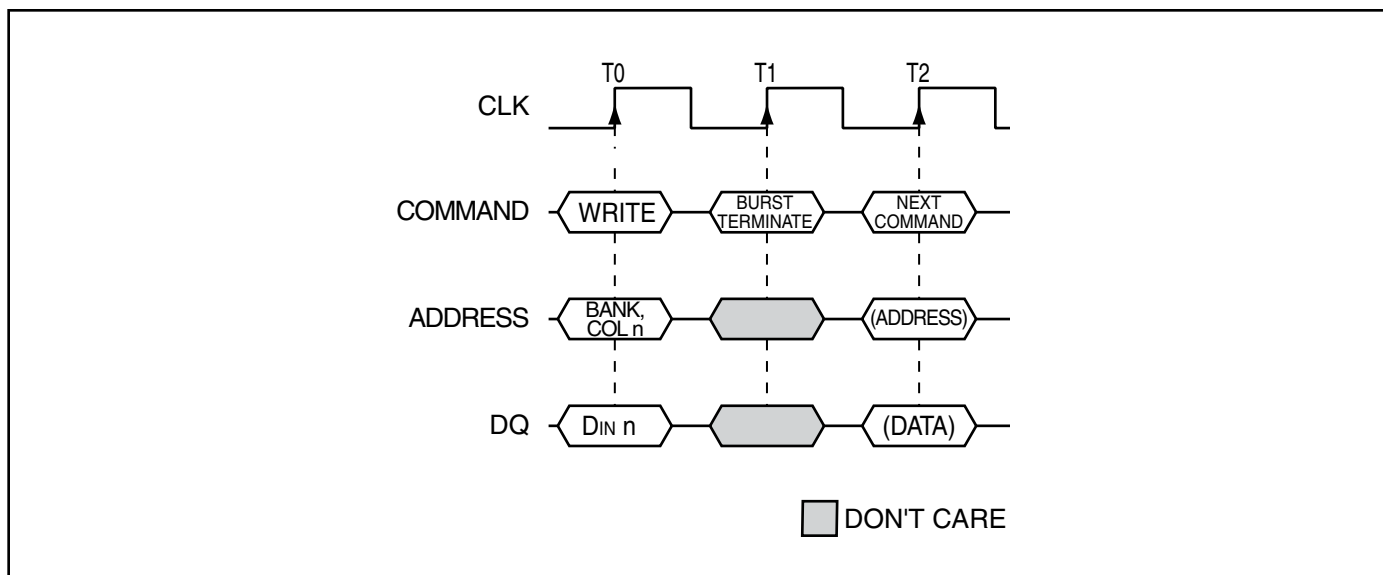 T0 T1 T2
CLK
COMMAND WRITE BURST TERMINATE NEXT COMMAND
ADDRESS BANK, COL n (ADDRESS)
DQ DIN n (DATA)
DON'T CARE